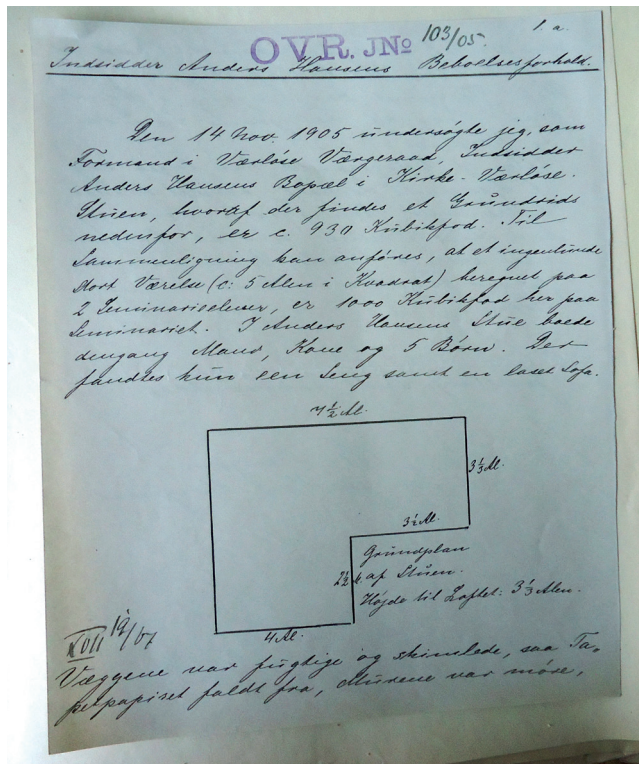 OVR. JNo 103/05. 1. a.
Indsidder Anders Hansens Beboelsesforhold.
Den 14 Nov. 1905 undersøgte jeg, som
Formand i Værløse Værgeraad, Indsidder
Anders Hansens Bopæl i Kirke-Værløse.
Stuen, hvoraf der findes et Grundrids
nedenfor, er c. 930 Kubikfod. Til
Sammenligning kan anføres, at et ingenlunde
stort Værelse (c: 5 Alen i Kvadrat) beregnet paa
2 Seminarieelever, er 1000 Kubikfod her paa
Seminariet. I Anders Hansens Stue boede
dengang Mand, Kone og 5 Børn. Der
fandtes kun een Seng samt en laset Sofa.
7½ Al.
3⅓ Al.
3½ Al.
Grundplan
2½ A. af Stuen.
Højde til Loftet: 3⅓ Alen.
4 Al.
XVII
Væggene var fugtige og skimlede, saa Ta-
petpapiret faldt fra, Murene var møre,